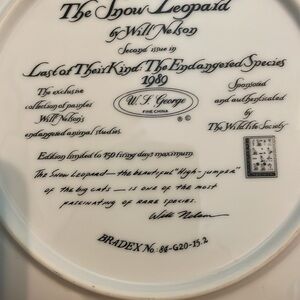 The Snow Leopard
by Will Nelson
Second issue in
Last of Their Kind: The Endangered Species
1989
The exclusive
collection of painter
Will Nelson's
endangered animal studies.
W. L. George
FINE CHINA
Sponsored
and authenticated
by
The Wildlife Society
Edition limited to 150 firing days maximum.
The Snow Leopard — the beautiful "high-jumper"
of the big cats — is one of the most
fascinating of rare species.
Will Nelson
BRADEX No. 84-G20-15.2